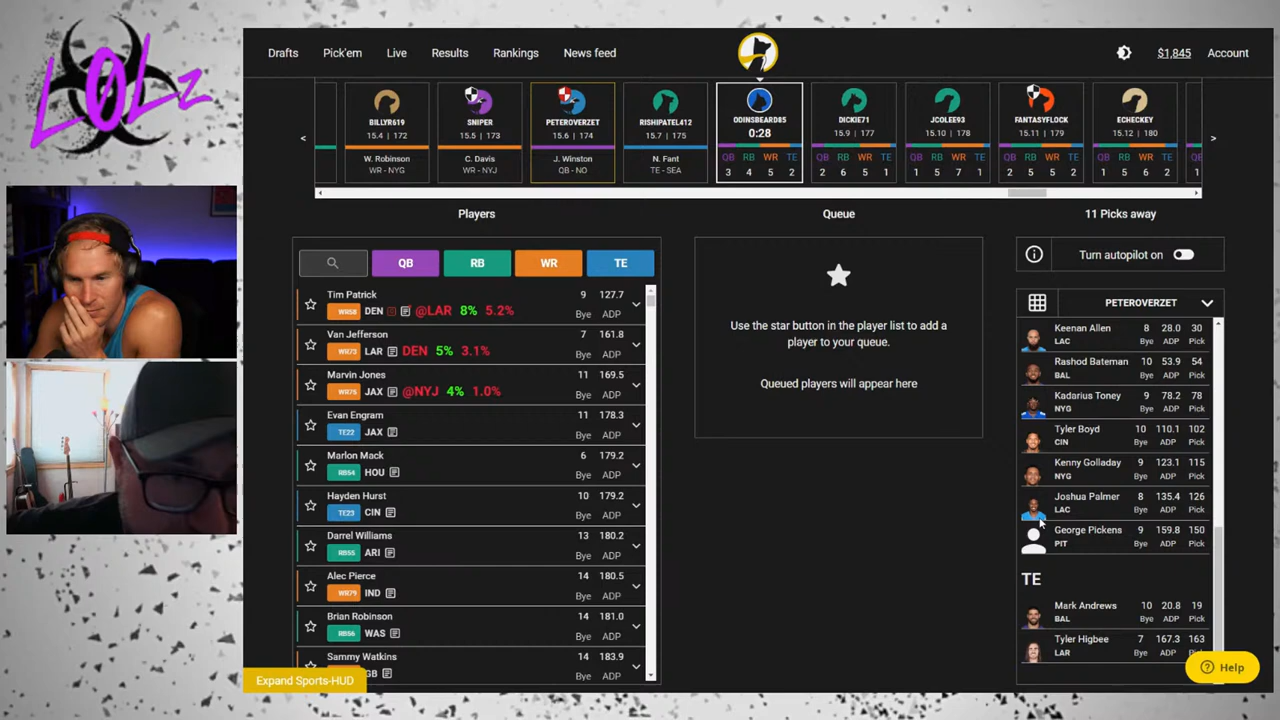 L0Lz
Drafts Pick'em Live Results Rankings News feed
$1,845 Account
BILLYR619 SNIPER PETEROVERZET RISHIPATEL412 ODINSBEARD85 DICKIE71 JCOLEE93 FANTASYFLOCK ECHECKEY
15.4 | 172 15.5 | 173 15.6 | 174 15.7 | 175 0:28 15.9 | 177 15.10 | 178 15.11 | 179 15.12 | 180
W. Robinson C. Davis J. Winston N. Fant QB RB WR TE QB RB WR TE QB RB WR TE QB RB WR TE QB RB WR TE
WR - NYG WR - NYJ QB - NO TE - SEA 3 4 5 2 2 6 5 1 1 5 7 1 2 5 5 2 1 5 6 2
Players Queue 11 Picks away
QB RB WR TE
Turn autopilot on
PETEROVERZET
Tim Patrick 9 127.7
WR58 DEN @LAR 8% 5.2% Bye ADP
Van Jefferson 7 161.8
WR73 LAR DEN 5% 3.1% Bye ADP
Marvin Jones 11 169.5
WR75 JAX @NYJ 4% 1.0% Bye ADP
Evan Engram 11 178.3
TE22 JAX Bye ADP
Marlon Mack 6 179.2
RB54 HOU Bye ADP
Hayden Hurst 10 179.2
TE23 CIN Bye ADP
Darrel Williams 13 180.2
RB55 ARI Bye ADP
Alec Pierce 14 180.5
WR79 IND Bye ADP
Brian Robinson 14 181.0
RB56 WAS Bye ADP
Sammy Watkins 14 183.9
GB Bye ADP
Use the star button in the player list to add a
player to your queue.
Queued players will appear here
Keenan Allen 8 28.0 30
LAC Bye ADP Pick
Rashod Bateman 10 53.9 54
BAL Bye ADP Pick
Kadarius Toney 9 78.2 78
NYG Bye ADP Pick
Tyler Boyd 10 110.1 102
CIN Bye ADP Pick
Kenny Golladay 9 123.1 115
NYG Bye ADP Pick
Joshua Palmer 8 135.4 126
LAC Bye ADP Pick
George Pickens 9 159.8 150
PIT Bye ADP Pick
TE
Mark Andrews 10 20.8 19
BAL Bye ADP Pick
Tyler Higbee 7 167.3 163
LAR Bye ADP Pick
Expand Sports-HUD
Help